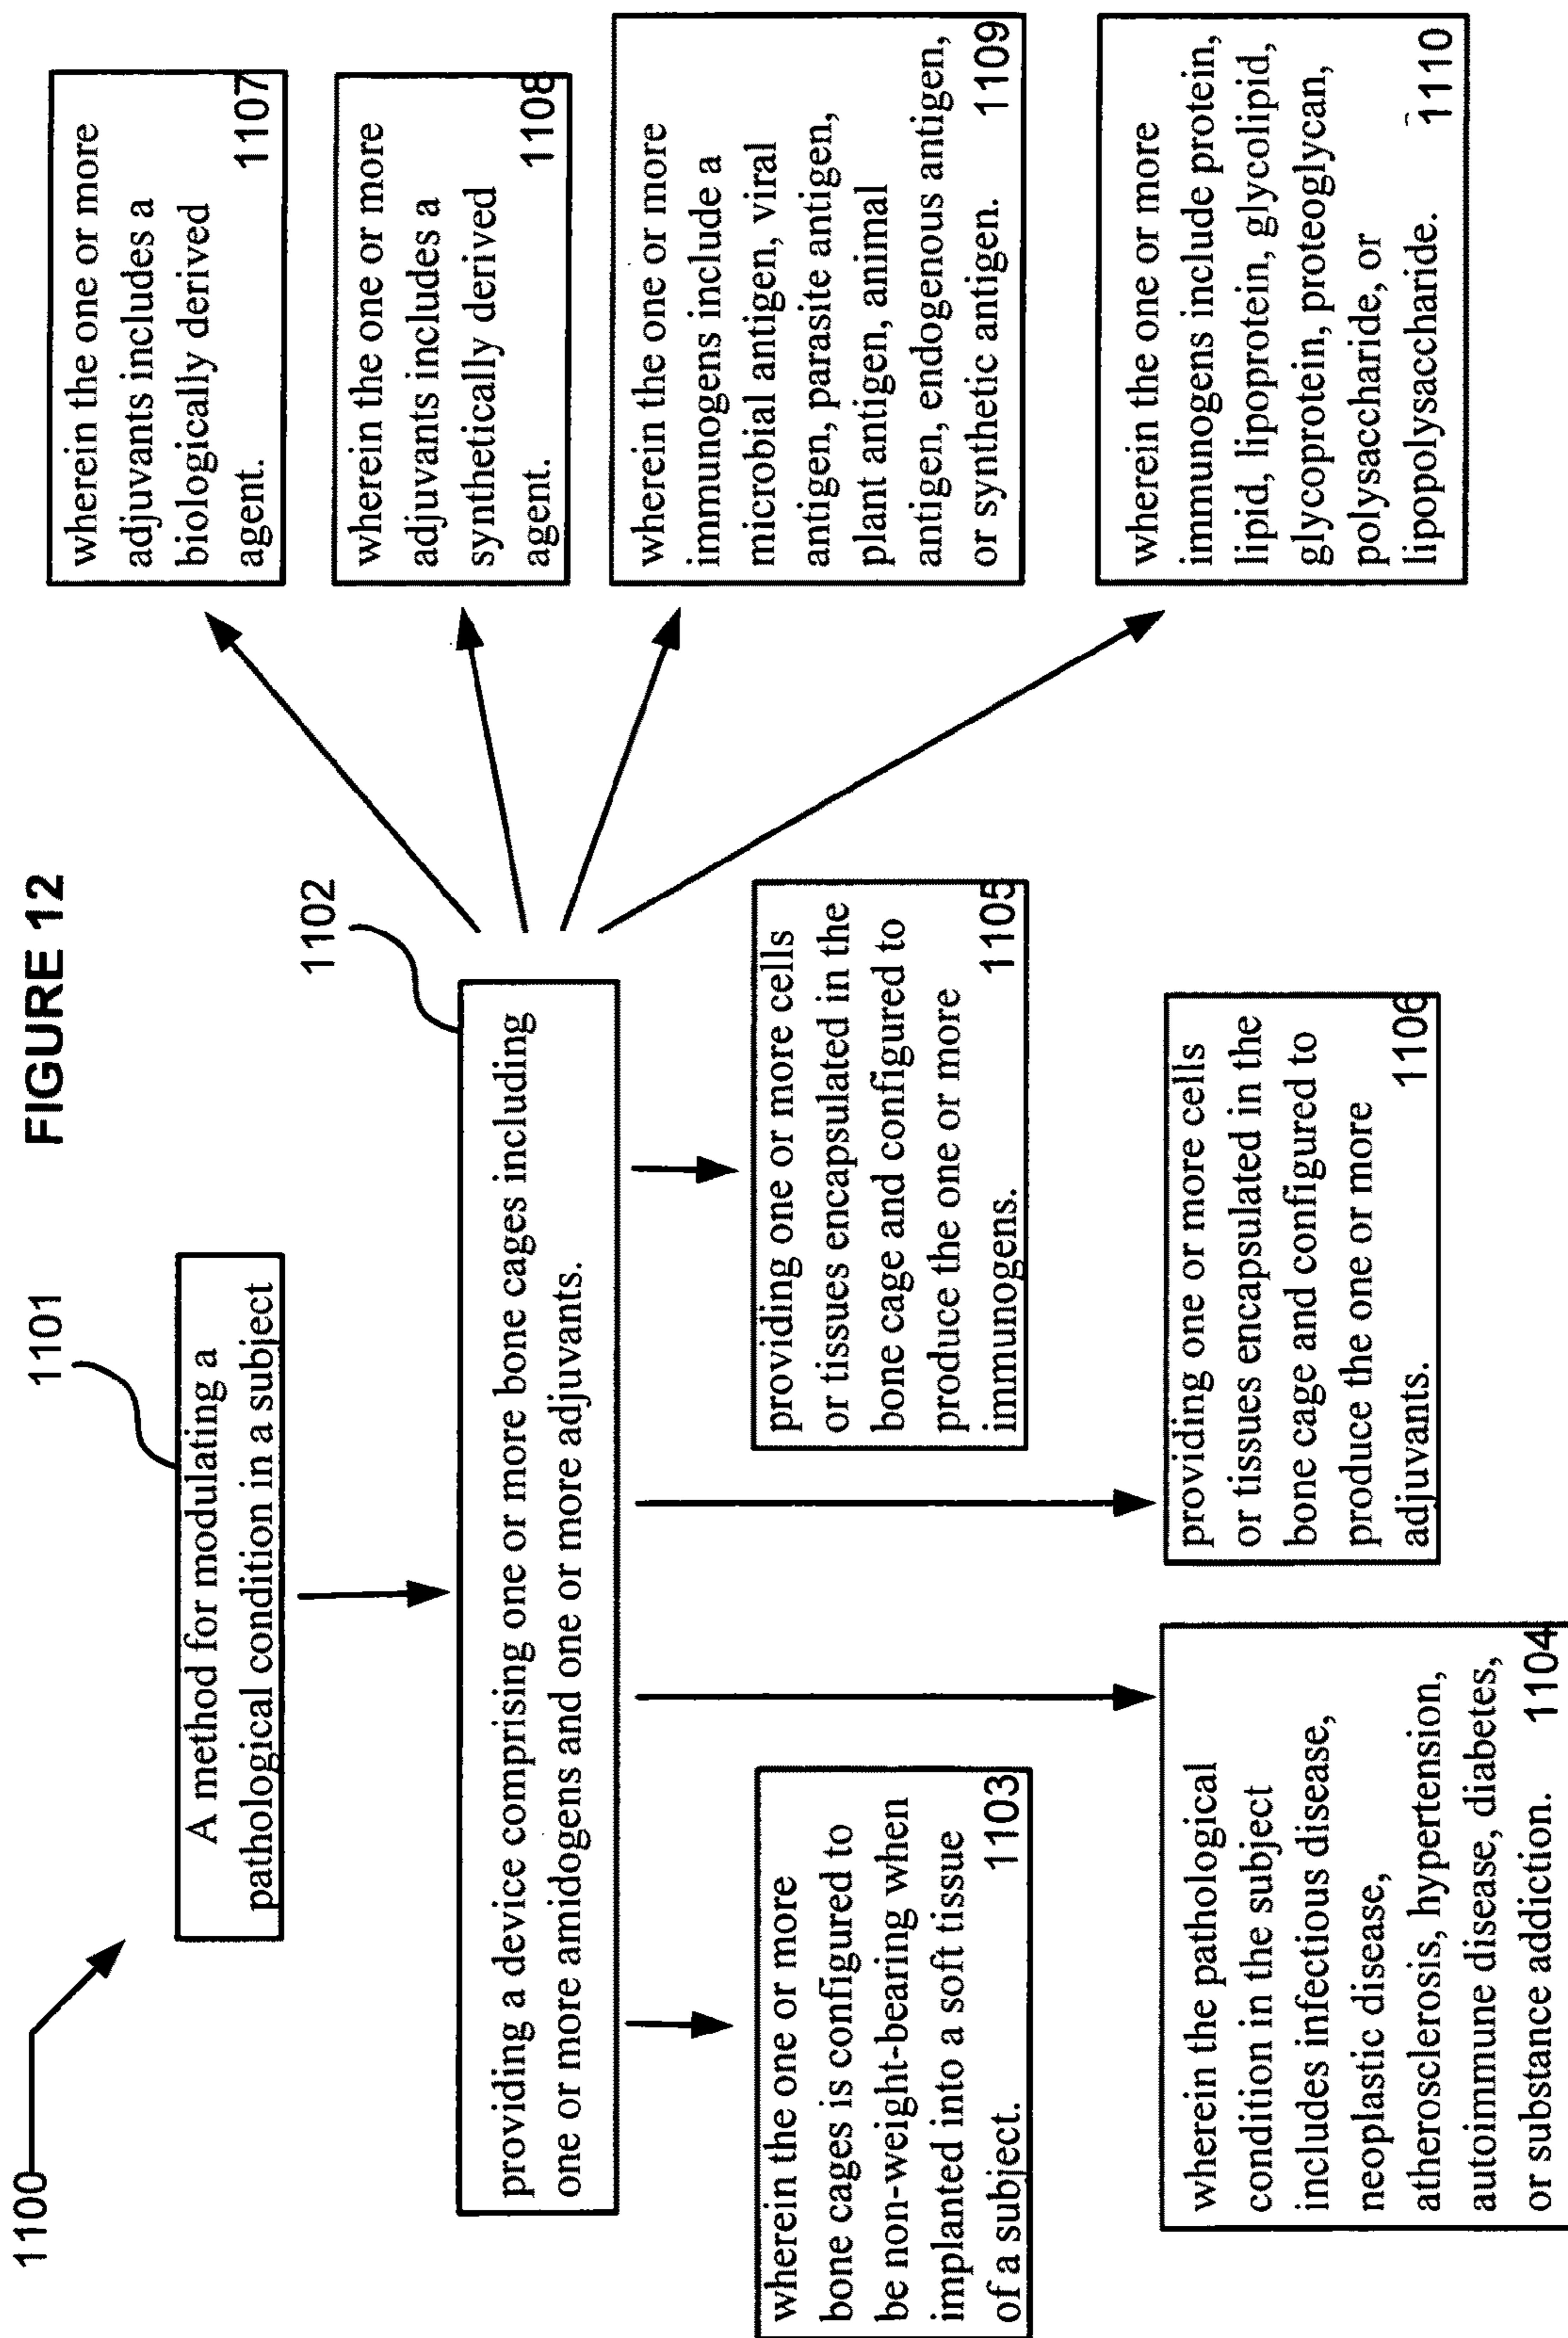 FIGURE 12
1100
1101
A method for modulating a
pathological condition in a subject
1102
providing a device comprising one or more bone cages including
one or more amidogens and one or more adjuvants.
wherein the one or more
bone cages is configured to
be non-weight-bearing when
implanted into a soft tissue
of a subject. 1103
wherein the pathological
condition in the subject
includes infectious disease,
neoplastic disease,
atherosclerosis, hypertension,
autoimmune disease, diabetes,
or substance addiction. 1104
providing one or more cells
or tissues encapsulated in the
bone cage and configured to
produce the one or more
immunogens. 1105
providing one or more cells
or tissues encapsulated in the
bone cage and configured to
produce the one or more
adjuvants. 1106
wherein the one or more
adjuvants includes a
biologically derived
agent. 1107
wherein the one or more
adjuvants includes a
synthetically derived
agent. 1108
wherein the one or more
immunogens include a
microbial antigen, viral
antigen, parasite antigen,
plant antigen, animal
antigen, endogenous antigen,
or synthetic antigen. 1109
wherein the one or more
immunogens include protein,
lipid, lipoprotein, glycolipid,
glycoprotein, proteoglycan,
polysaccharide, or
lipopolysaccharide. 1110